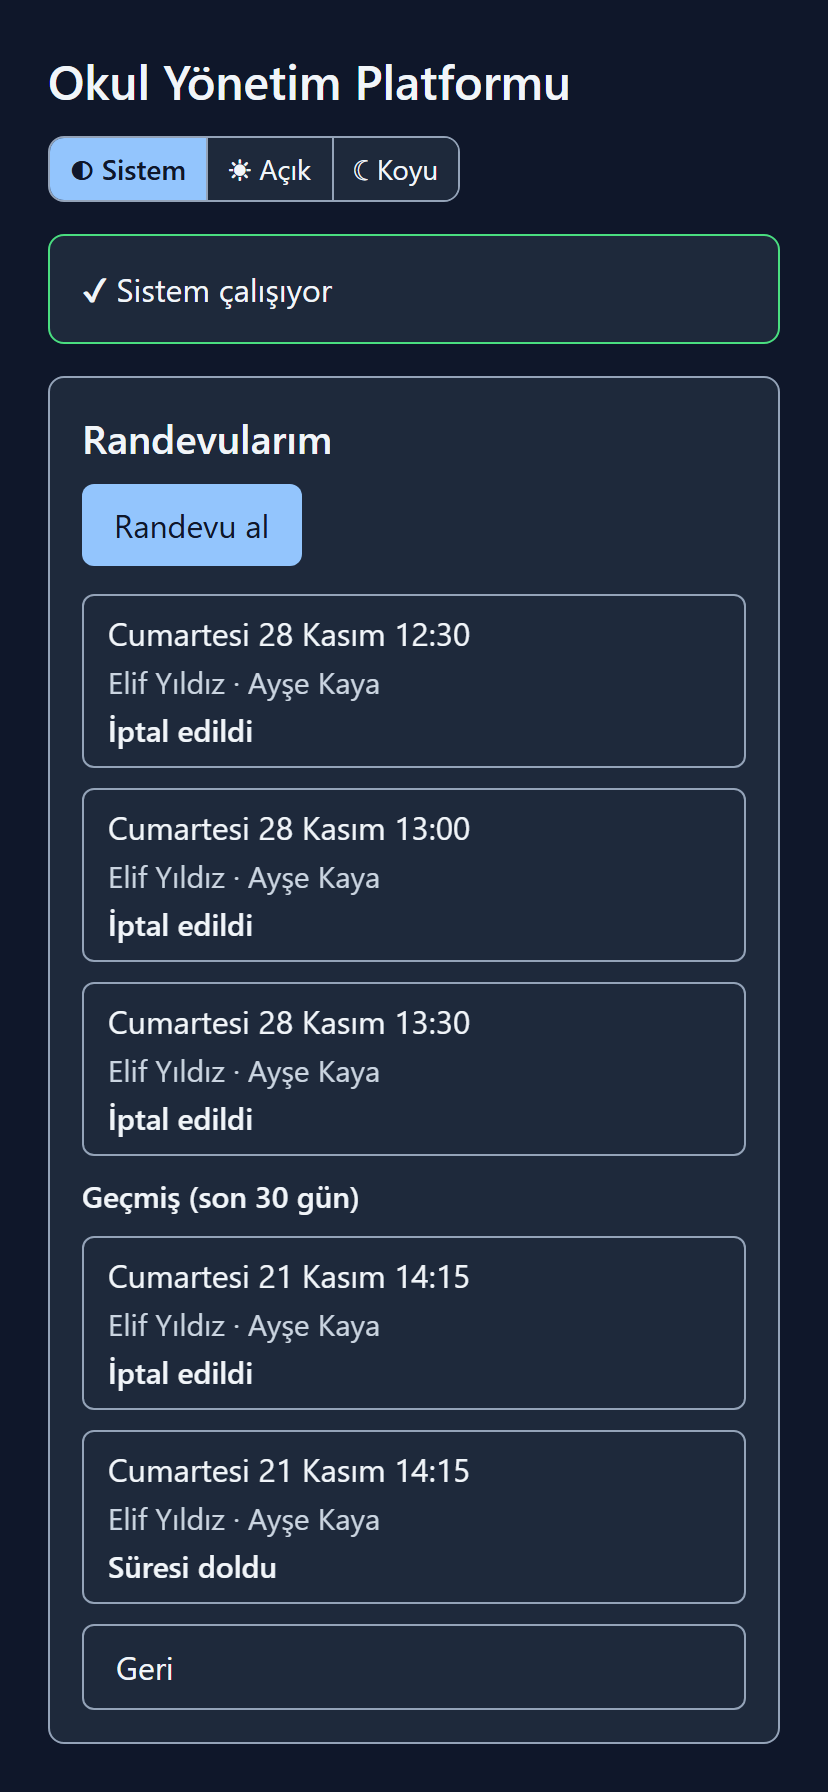 Okul Yönetim Platformu
◐ Sistem ☀ Açık ☾ Koyu
✓ Sistem çalışıyor
Randevularım
Randevu al
Cumartesi 28 Kasım 12:30
Elif Yıldız · Ayşe Kaya
İptal edildi
Cumartesi 28 Kasım 13:00
Elif Yıldız · Ayşe Kaya
İptal edildi
Cumartesi 28 Kasım 13:30
Elif Yıldız · Ayşe Kaya
İptal edildi
Geçmiş (son 30 gün)
Cumartesi 21 Kasım 14:15
Elif Yıldız · Ayşe Kaya
İptal edildi
Cumartesi 21 Kasım 14:15
Elif Yıldız · Ayşe Kaya
Süresi doldu
Geri